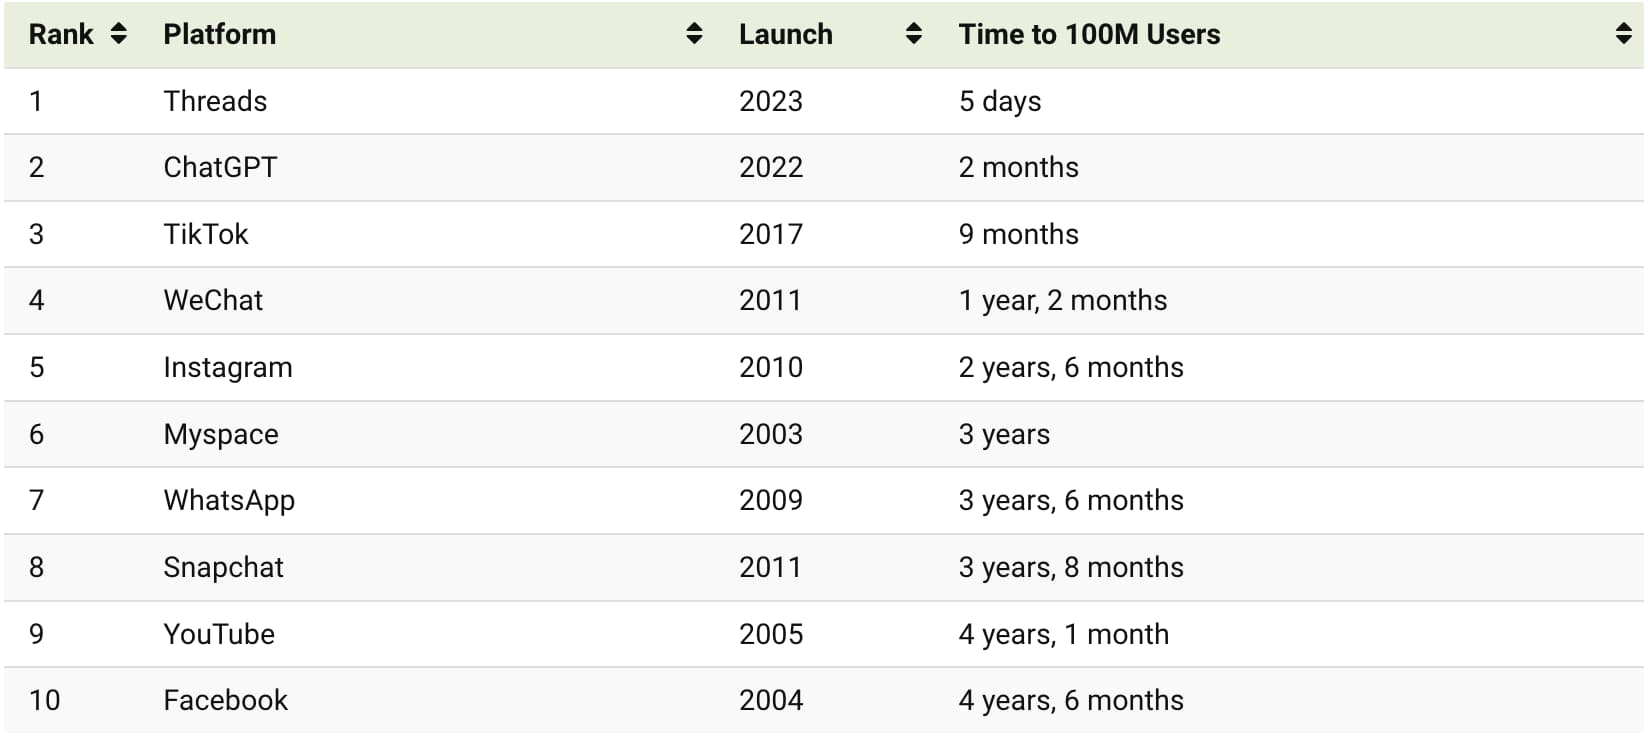 Rank Platform Launch Time to 100M Users
1 Threads 2023 5 days
2 ChatGPT 2022 2 months
3 TikTok 2017 9 months
4 WeChat 2011 1 year, 2 months
5 Instagram 2010 2 years, 6 months
6 Myspace 2003 3 years
7 WhatsApp 2009 3 years, 6 months
8 Snapchat 2011 3 years, 8 months
9 YouTube 2005 4 years, 1 month
10 Facebook 2004 4 years, 6 months